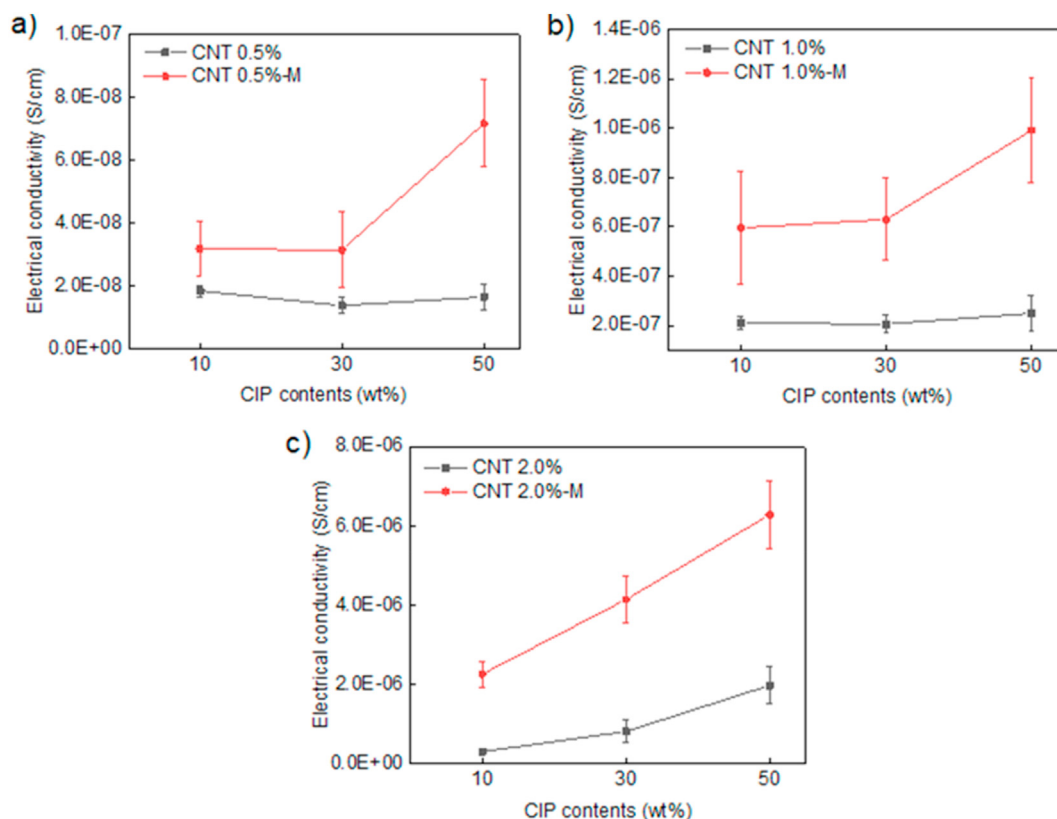 a)
1.0E-07
8.0E-08
6.0E-08
4.0E-08
2.0E-08
0.0E+00
Electrical conductivity (S/cm)
CNT 0.5%
CNT 0.5%-M
10
30
50
CIP contents (wt%)
b)
1.4E-06
1.2E-06
1.0E-06
8.0E-07
6.0E-07
4.0E-07
2.0E-07
Electrical conductivity (S/cm)
CNT 1.0%
CNT 1.0%-M
10
30
50
CIP contents (wt%)
c)
8.0E-06
6.0E-06
4.0E-06
2.0E-06
0.0E+00
Electrical conductivity (S/cm)
CNT 2.0%
CNT 2.0%-M
10
30
50
CIP contents (wt%)